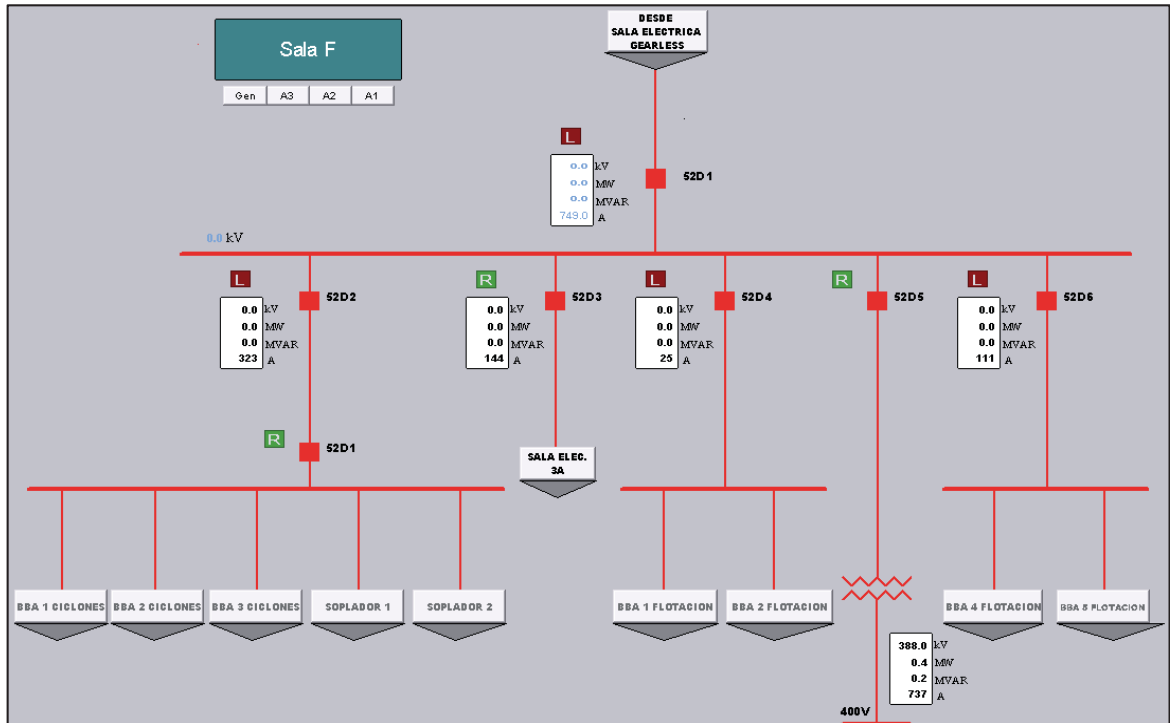 DESDE
SALA ELECTRICA
GEARLESS
Sala F
Gen A3 A2 A1
L
0.0 kV
0.0 MW
0.0 MVAR
749.0 A
52D1
0.0 kV
L
52D2
0.0 kV
0.0 MW
0.0 MVAR
323 A
R
52D3
0.0 kV
0.0 MW
0.0 MVAR
144 A
L
52D4
0.0 kV
0.0 MW
0.0 MVAR
25 A
R
52D5
L
52D6
0.0 kV
0.0 MW
0.0 MVAR
111 A
R
52D1
SALA ELEC.
3A
BBA 1 CICLONES
BBA 2 CICLONES
BBA 3 CICLONES
SOPLADOR 1
SOPLADOR 2
BBA 1 FLOTACION
BBA 2 FLOTACION
BBA 4 FLOTACION
BBA 5 FLOTACION
388.0 kV
0.4 MW
0.2 MVAR
737 A
400V